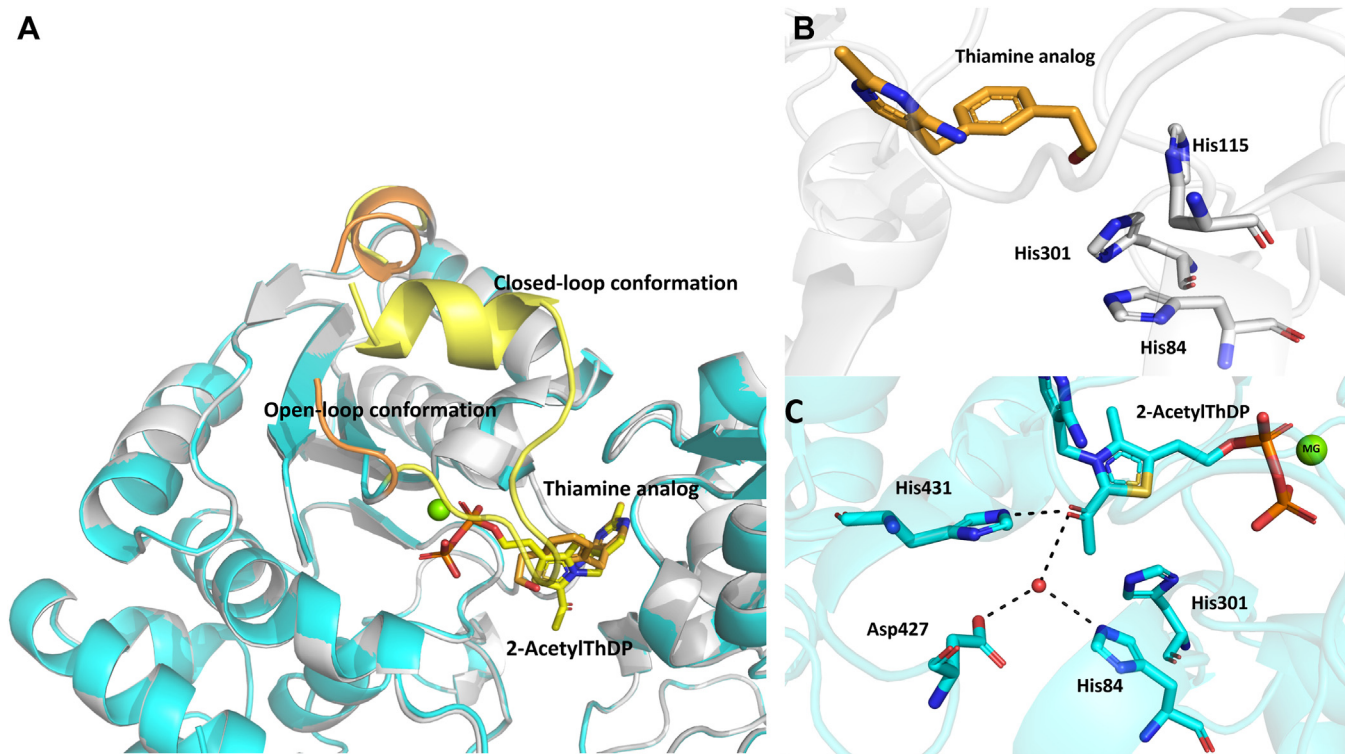 A
Closed-loop conformation
Open-loop conformation
Thiamine analog
2-AcetylThDP
B
Thiamine analog
His115
His301
His84
C
2-AcetylThDP
MG
His431
His301
Asp427
His84